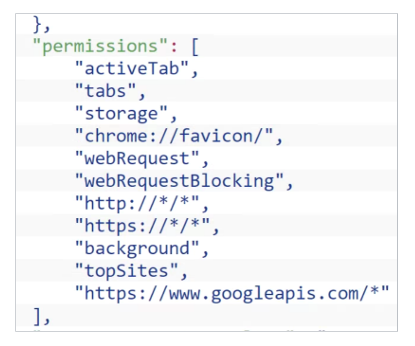 },
"permissions": [
"activeTab",
"tabs",
"storage",
"chrome://favicon/",
"webRequest",
"webRequestBlocking",
"http://*/*",
"https://*/*",
"background",
"topSites",
"https://www.googleapis.com/*"
],